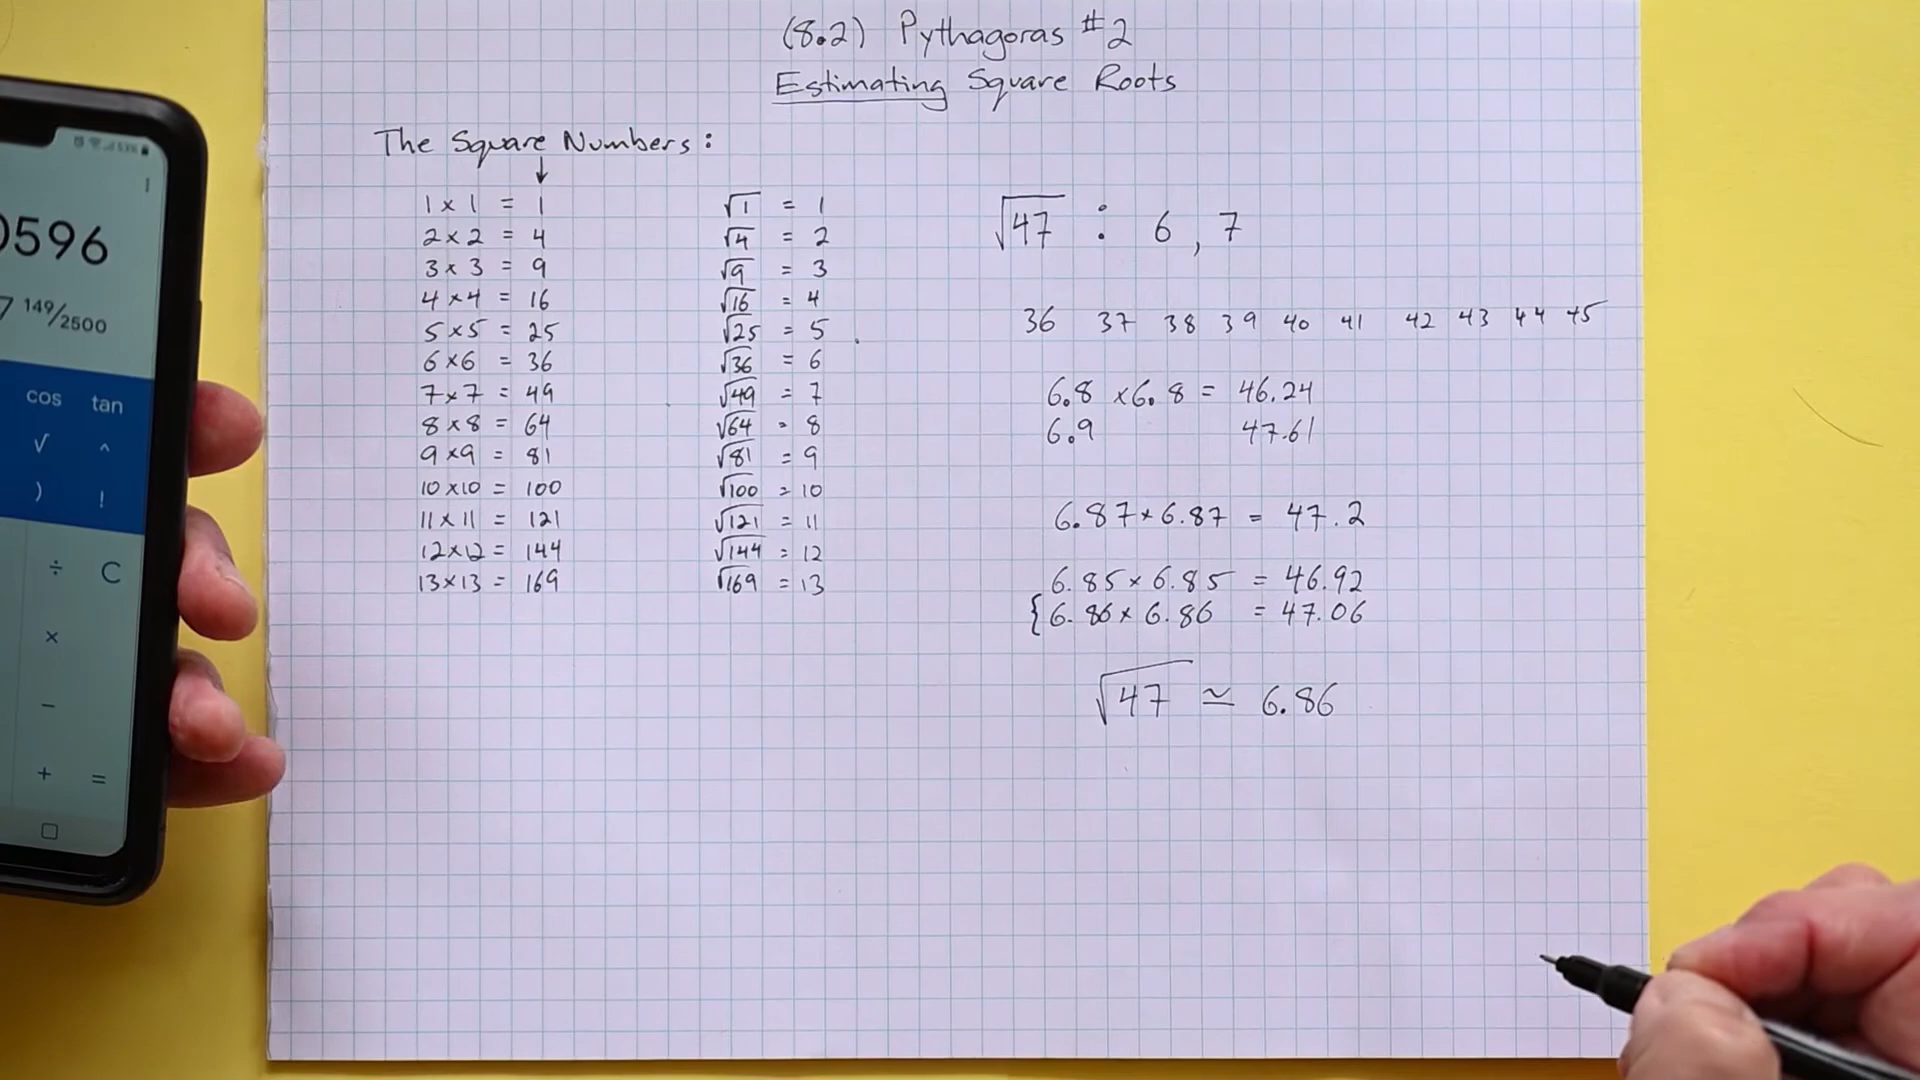 (8.2) Pythagoras #2
Estimating Square Roots
The Square Numbers:
1 x 1 = 1
2 x 2 = 4
3 x 3 = 9
4 x 4 = 16
5 x 5 = 25
6 x 6 = 36
7 x 7 = 49
8 x 8 = 64
9 x 9 = 81
10 x 10 = 100
11 x 11 = 121
12 x 12 = 144
13 x 13 = 169
√1 = 1
√4 = 2
√9 = 3
√16 = 4
√25 = 5
√36 = 6
√49 = 7
√64 = 8
√81 = 9
√100 = 10
√121 = 11
√144 = 12
√169 = 13
√47 : 6, 7
36 37 38 39 40 41 42 43 44 45
6.8 x 6.8 = 46.24
6.9 47.61
6.87 x 6.87 = 47.2
6.85 x 6.85 = 46.92
{6.86 x 6.86 = 47.06
√47 ≃ 6.86
0596
7 149/2500
cos tan
√ ^
) !
÷ C
×
−
+ =